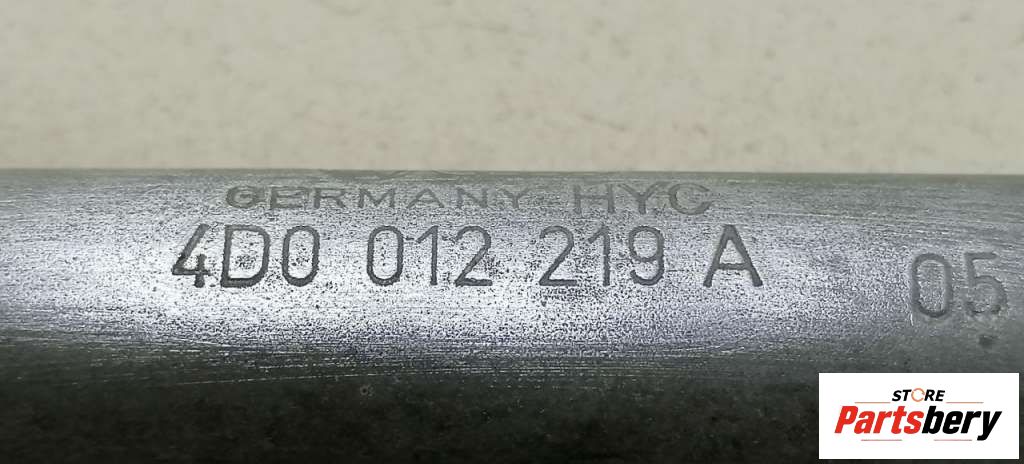 GERMANY HYC
4D0 012 219 A
05
STORE
Partsbery